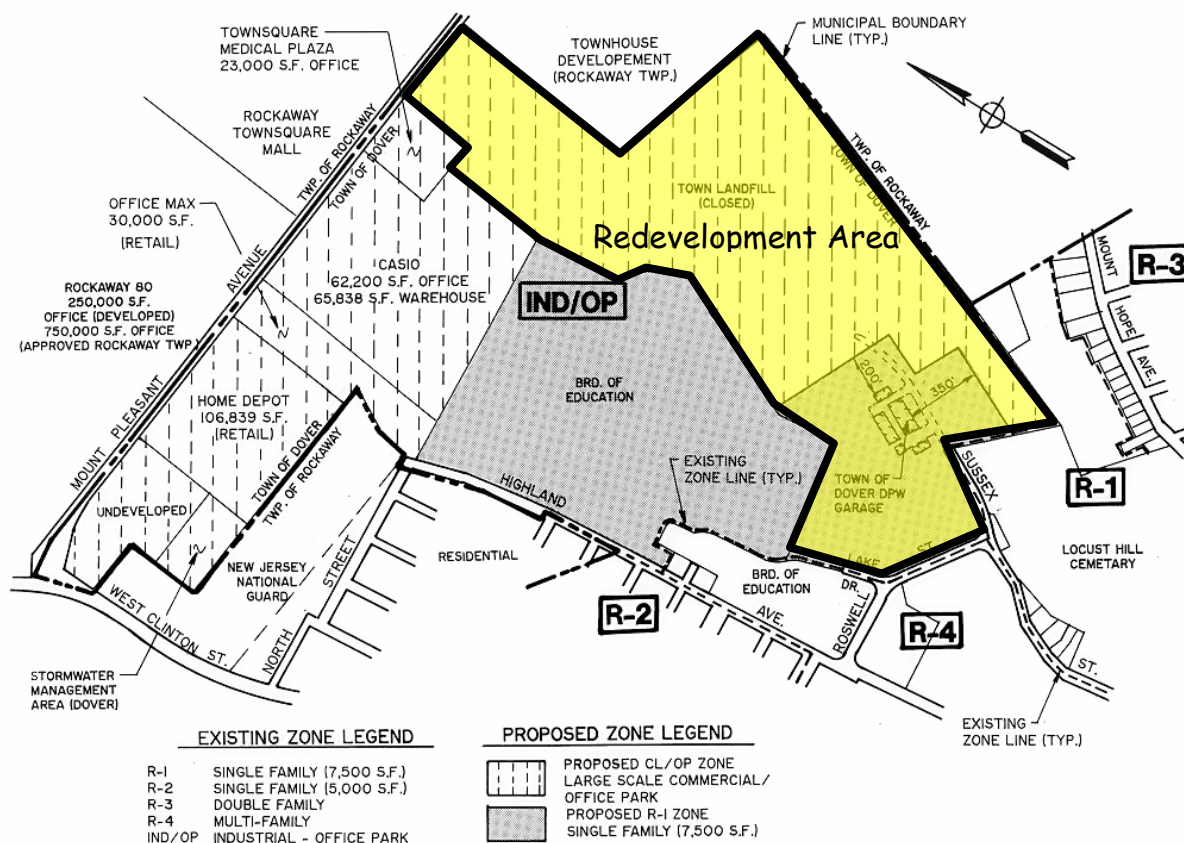 TOWNSQUARE
MEDICAL PLAZA
23,000 S.F. OFFICE
TOWNHOUSE
DEVELOPEMENT
(ROCKAWAY TWP.)
MUNICIPAL BOUNDARY
LINE (TYP.)
ROCKAWAY
TOWNSQUARE
MALL
TWP. OF ROCKAWAY
TOWN OF DOVER
TWP. OF ROCKAWAY
TOWN OF DOVER
OFFICE MAX
30,000 S.F.
(RETAIL)
TOWN LANDFILL
(CLOSED)
Redevelopment Area
MOUNT PLEASANT AVENUE
ROCKAWAY 80
250,000 S.F.
OFFICE (DEVELOPED)
750,000 S.F. OFFICE
(APPROVED ROCKAWAY TWP.)
CASIO
62,200 S.F. OFFICE
65,838 S.F. WAREHOUSE
IND/OP
MOUNT HOPE AVE.
R-3
BRD. OF
EDUCATION
200'
350'
HOME DEPOT
106,839 S.F.
(RETAIL)
TOWN OF DOVER
TWP. OF ROCKAWAY
UNDEVELOPED
EXISTING
ZONE LINE (TYP.)
TOWN OF
DOVER DPW
GARAGE
SUSSEX
R-1
HIGHLAND
AVE.
RESIDENTIAL
NEW JERSEY
NATIONAL
GUARD
NORTH STREET
WEST CLINTON ST.
LAKE ST.
BRD. OF
EDUCATION
ROSWELL DR.
LOCUST HILL
CEMETARY
R-2
R-4
ST.
STORMWATER
MANAGEMENT
AREA (DOVER)
EXISTING
ZONE LINE (TYP.)
EXISTING ZONE LEGEND
R-1 SINGLE FAMILY (7,500 S.F.)
R-2 SINGLE FAMILY (5,000 S.F.)
R-3 DOUBLE FAMILY
R-4 MULTI-FAMILY
IND/OP INDUSTRIAL - OFFICE PARK
PROPOSED ZONE LEGEND
PROPOSED CL/OP ZONE
LARGE SCALE COMMERCIAL/
OFFICE PARK
PROPOSED R-1 ZONE
SINGLE FAMILY (7,500 S.F.)